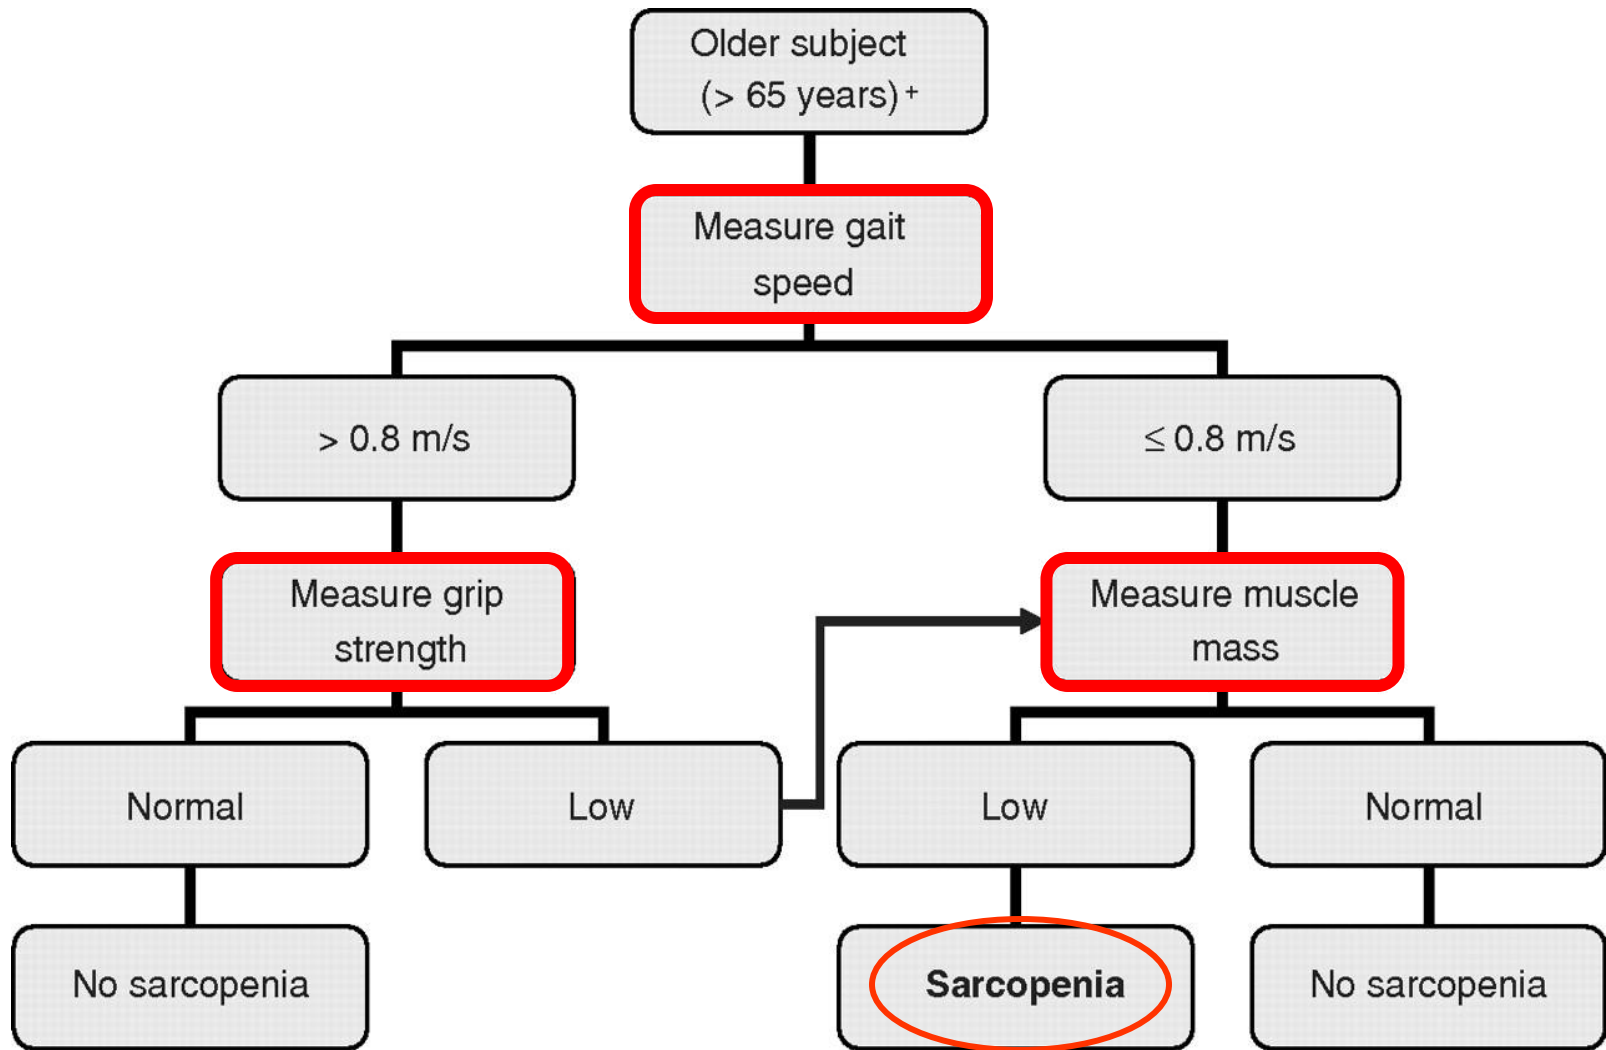 Older subject
(> 65 years)+
Measure gait
speed
> 0.8 m/s
≤ 0.8 m/s
Measure grip
strength
Measure muscle
mass
Normal
Low
Low
Normal
No sarcopenia
Sarcopenia
No sarcopenia